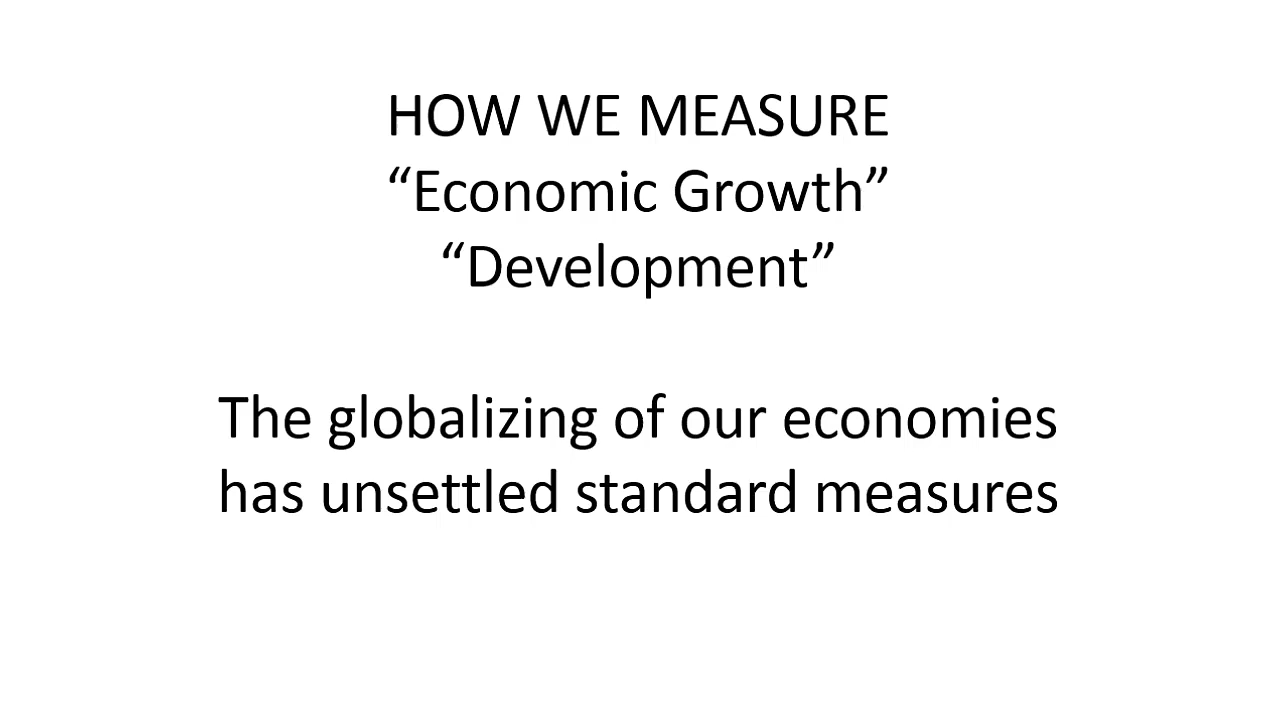 HOW WE MEASURE
“Economic Growth”
“Development”
The globalizing of our economies
has unsettled standard measures